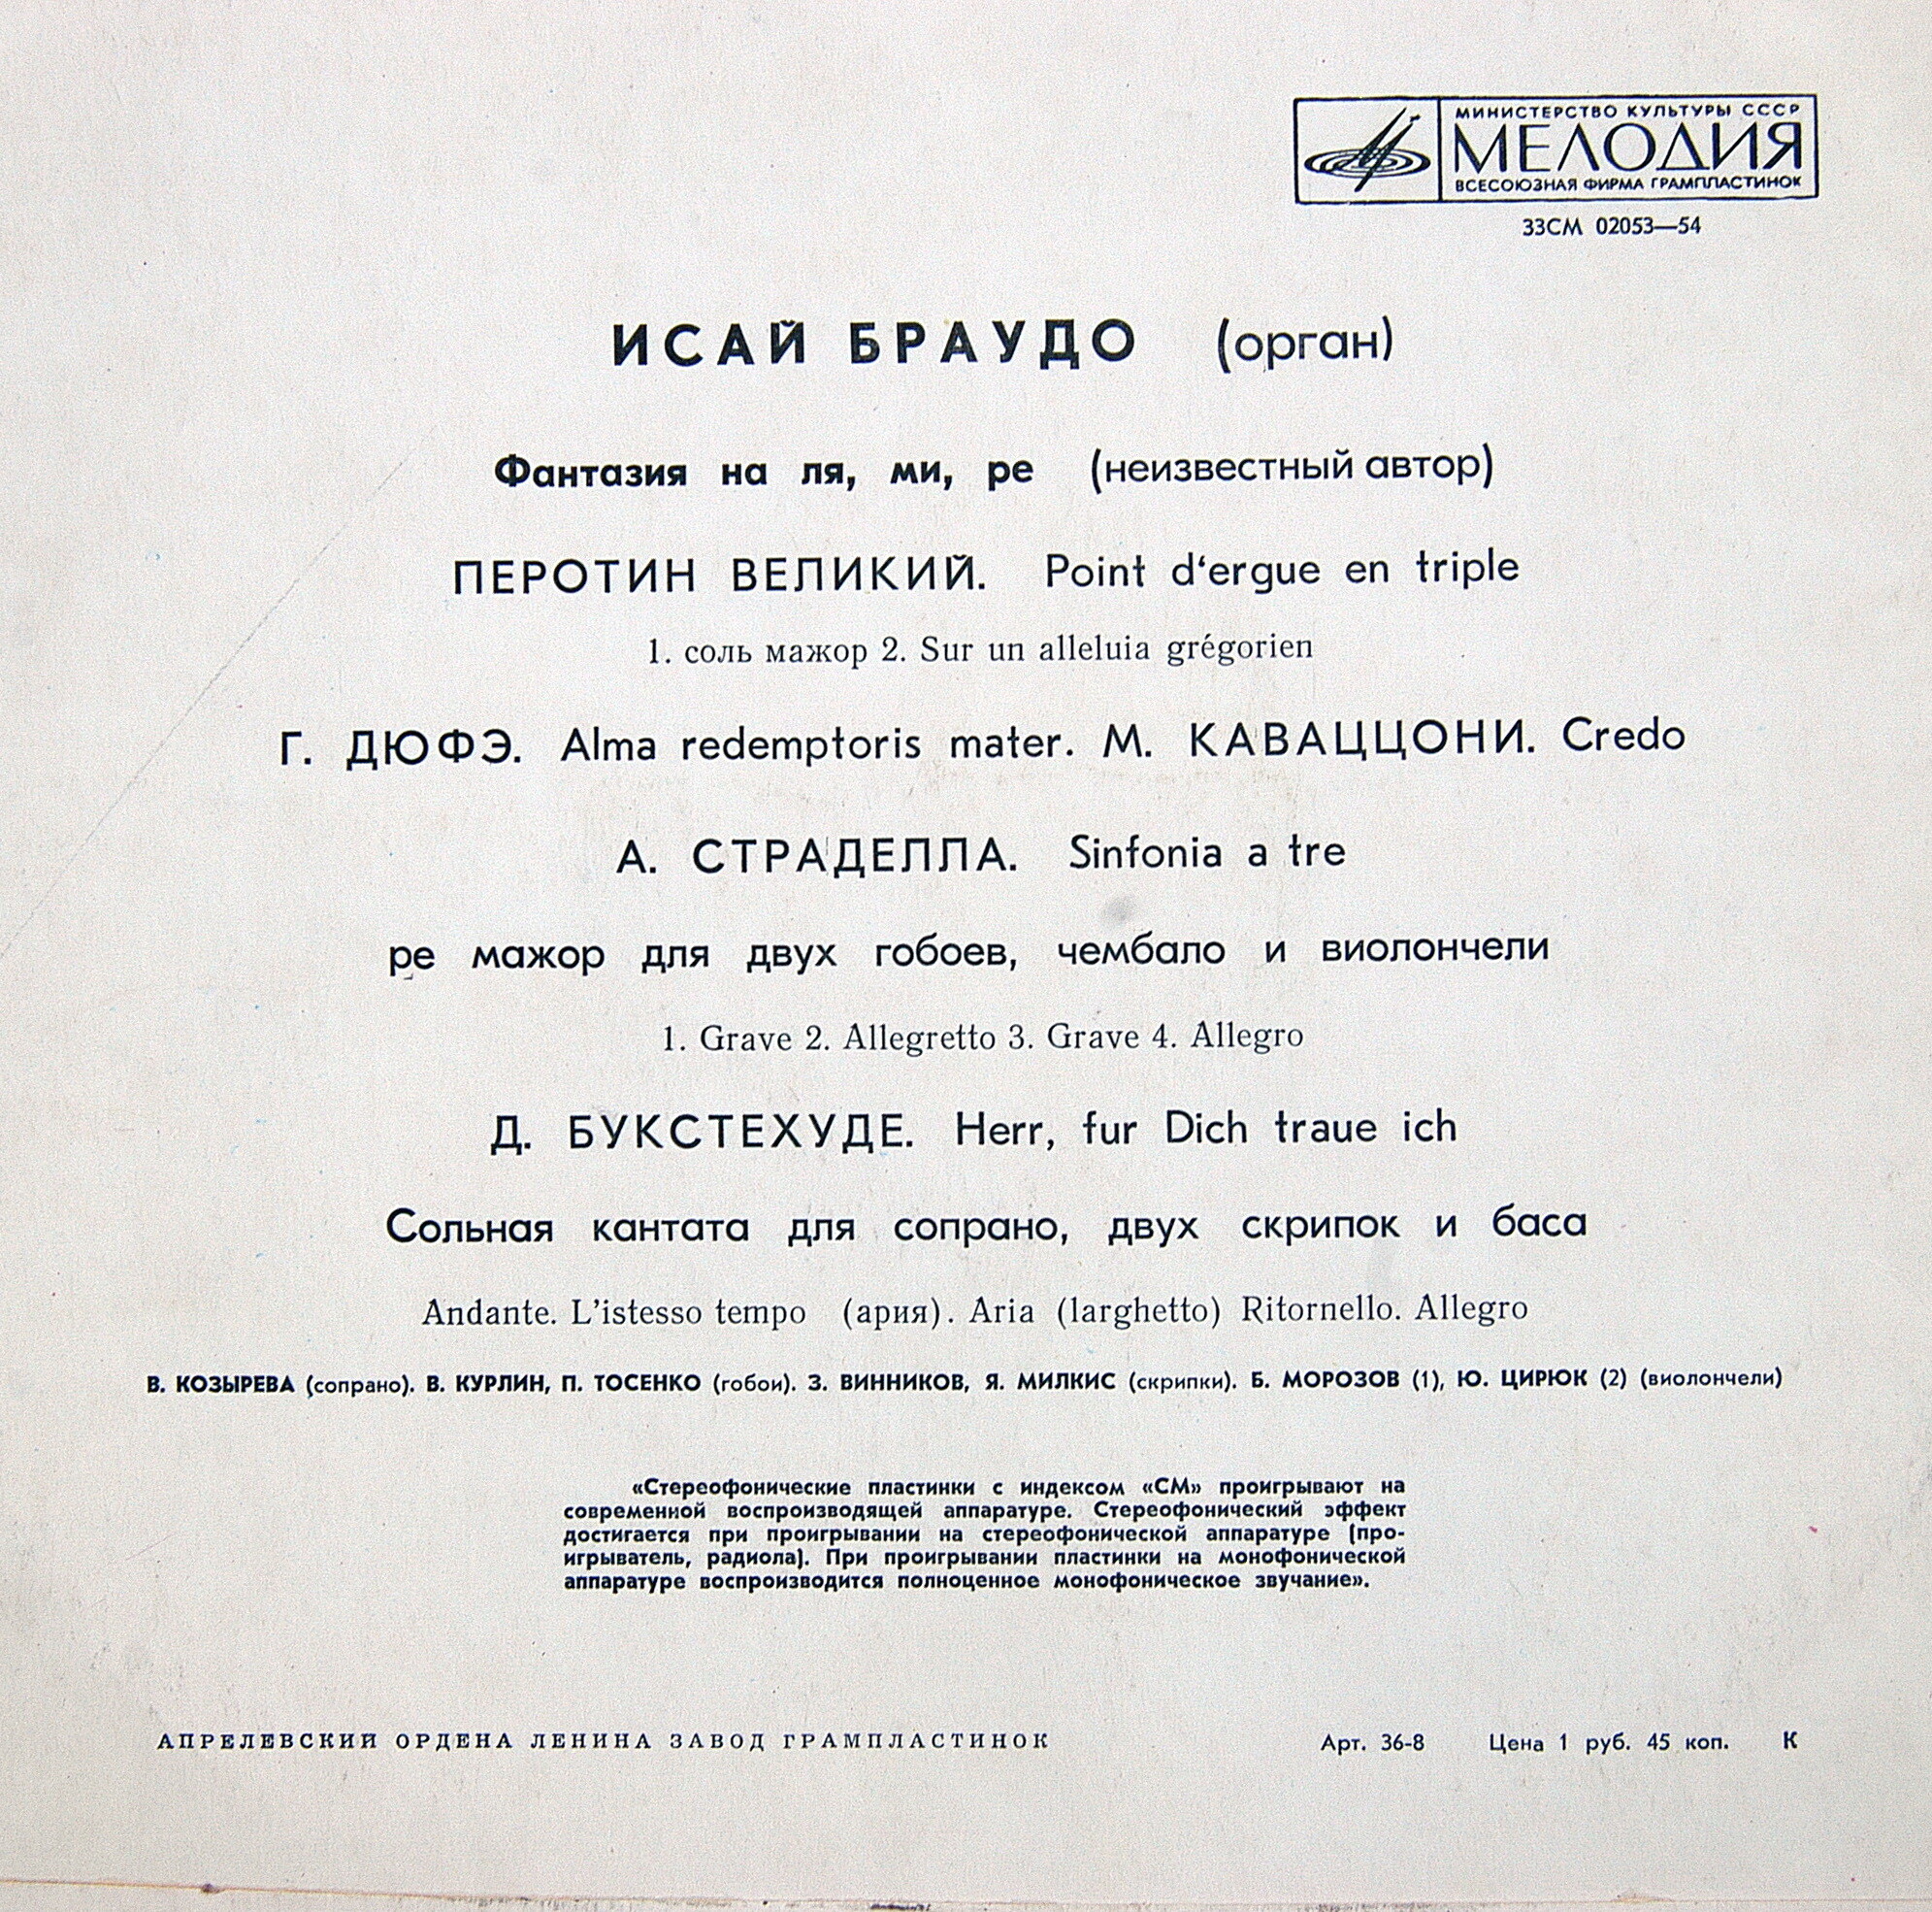 МИНИСТЕРСТВО КУЛЬТУРЫ СССР
МЕЛОДИЯ
ВСЕСОЮЗНАЯ ФИРМА ГРАМПЛАСТИНОК
33СМ 02053—54
ИСАЙ БРАУДО (орган)
Фантазия на ля, ми, ре (неизвестный автор)
ПЕРОТИН ВЕЛИКИЙ. Point d‘ergue en triple
1. соль мажор 2. Sur un alleluia grégorien
Г. ДЮФЭ. Alma redemptoris mater. М. КАВАЦЦОНИ. Credo
А. СТРАДЕЛЛА. Sinfonia a tre
ре мажор для двух гобоев, чембало и виолончели
1. Grave 2. Allegretto 3. Grave 4. Allegro
Д. БУКСТЕХУДЕ. Herr, fur Dich traue ich
Сольная кантата для сопрано, двух скрипок и баса
Andante. L’istesso tempo (ария). Aria (larghetto) Ritornello. Allegro
В. КОЗЫРЕВА (сопрано). В. КУРЛИН, П. ТОСЕНКО (гобои). З. ВИННИКОВ, Я. МИЛКИС (скрипки). Б. МОРОЗОВ (1), Ю. ЦИРЮК (2) (виолончели)
«Стереофонические пластинки с индексом «СМ» проигрывают на
современной воспроизводящей аппаратуре. Стереофонический эффект
достигается при проигрывании на стереофонической аппаратуре (про-
игрыватель, радиола). При проигрывании пластинки на монофонической
аппаратуре воспроизводится полноценное монофоническое звучание».
АПРЕЛЕВСКИЙ ОРДЕНА ЛЕНИНА ЗАВОД ГРАМПЛАСТИНОК Арт. 36-8 Цена 1 руб. 45 коп. К